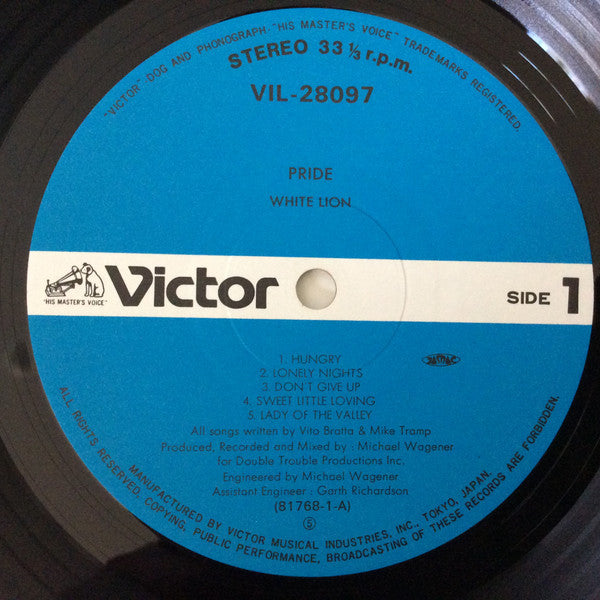 "VICTOR" DOG AND PHONOGRAPH-"HIS MASTER'S VOICE" TRADEMARKS REGISTERED.
STEREO 33 1/3 r.p.m.
VIL-28097
PRIDE
WHITE LION
"HIS MASTER'S VOICE"
Victor
SIDE 1
1. HUNGRY
2. LONELY NIGHTS
3. DON T GIVE UP
4. SWEET LITTLE LOVING
5. LADY OF THE VALLEY
All songs written by Vito Bratta & Mike Tramp
Produced, Recorded and Mixed by : Michael Wagener
for Double Trouble Productions Inc.
Engineered by Michael Wagener
Assistant Engineer : Garth Richardson
(81768-1-A)
Ⓢ
MANUFACTURED BY VICTOR MUSICAL INDUSTRIES, INC., TOKYO, JAPAN.
ALL RIGHTS RESERVED. COPYING, PUBLIC PERFORMANCE, BROADCASTING OF THESE RECORDS ARE FORBIDDEN.